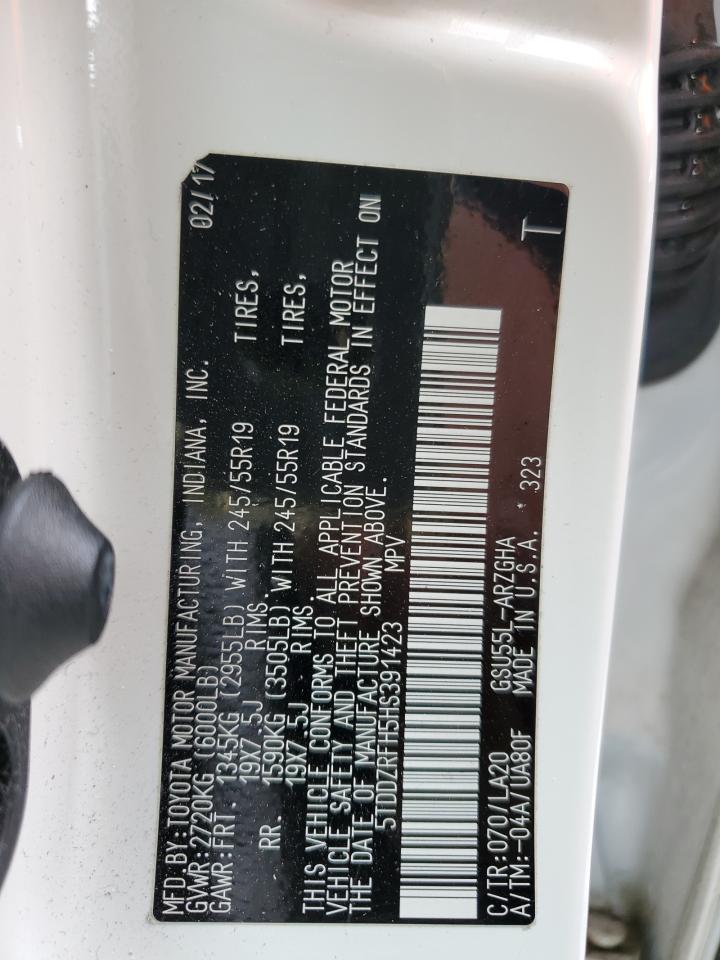 MFD.BY:TOYOTA MOTOR MANUFACTURING, INDIANA, INC. 02/17
GVWR:2720KG (6000LB)
GAWR:FRT. 1345KG (2955LB) WITH 245/55R19 TIRES,
19X7.5J RIMS
RR. 1590KG (3505LB) WITH 245/55R19 TIRES,
19X7.5J RIMS
THIS VEHICLE CONFORMS TO ALL APPLICABLE FEDERAL MOTOR
VEHICLE SAFETY AND THEFT PREVENTION STANDARDS IN EFFECT ON
THE DATE OF MANUFACTURE SHOWN ABOVE.
5TDDZRFH5HS391423 MPV
C/TR:070/LA20 GSU55L-ARZGHA T
A/TM:-04A/UA80F MADE IN U.S.A. 323